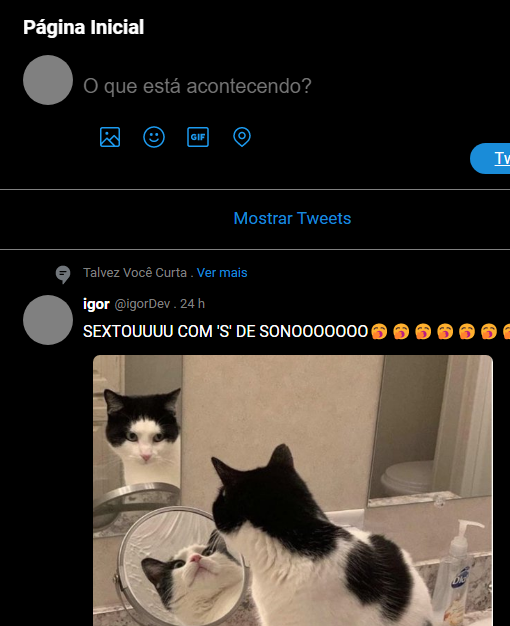 Página Inicial
O que está acontecendo?
GIF
Tw
Mostrar Tweets
Talvez Você Curta . Ver mais
igor @igorDev . 24 h
SEXTOUUUU COM 'S' DE SONOOOOOOO🥱🥱🥱🥱🥱🥱🥱
Dial